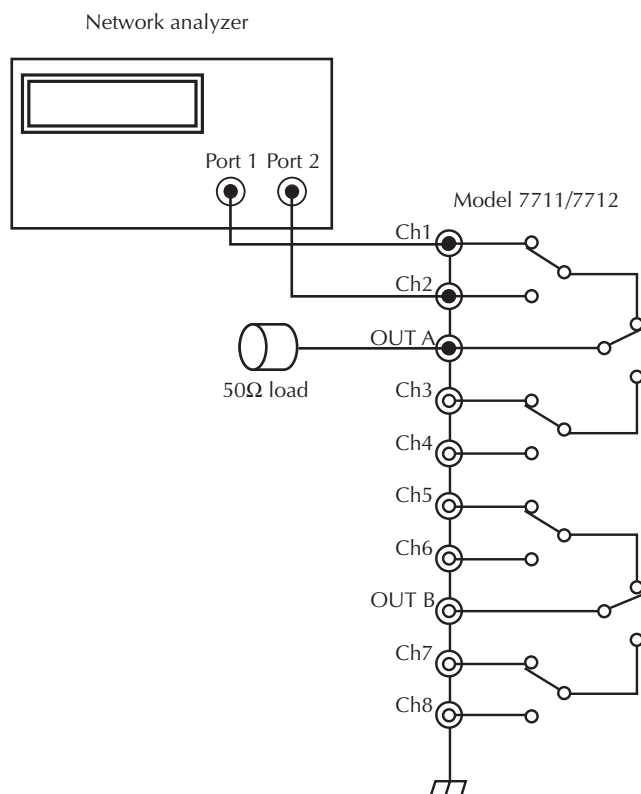 Network analyzer
Port 1 Port 2
Model 7711/7712
Ch1
Ch2
OUT A
50Ω load
Ch3
Ch4
Ch5
Ch6
OUT B
Ch7
Ch8